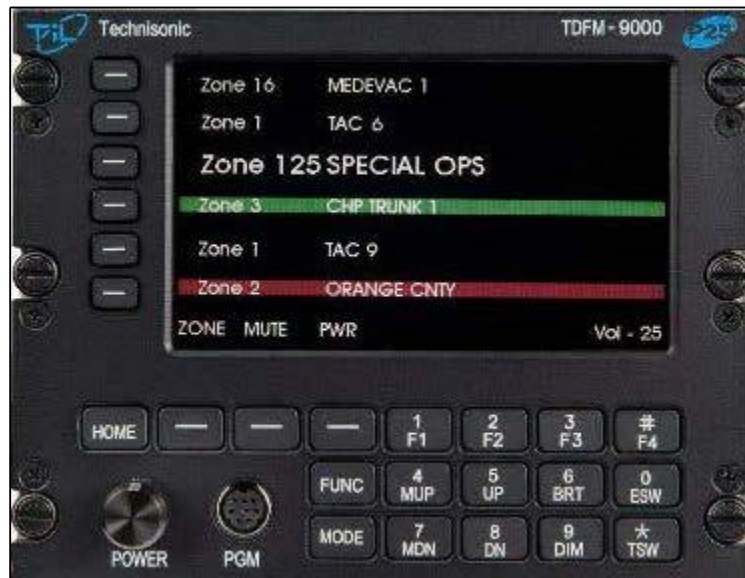 TiL Technisonic TDFM-9000 P25
Zone 16 MEDEVAC 1
Zone 1 TAC 6
Zone 125 SPECIAL OPS
Zone 3 CHP TRUNK 1
Zone 1 TAC 9
Zone 2 ORANGE CNTY
ZONE MUTE PWR Vol - 25
HOME 1 2 3 #
F1 F2 F3 F4
FUNC 4 5 6 0
MUP UP BRT ESW
MODE 7 8 9 *
MDN DN DIM TSW
POWER PGM